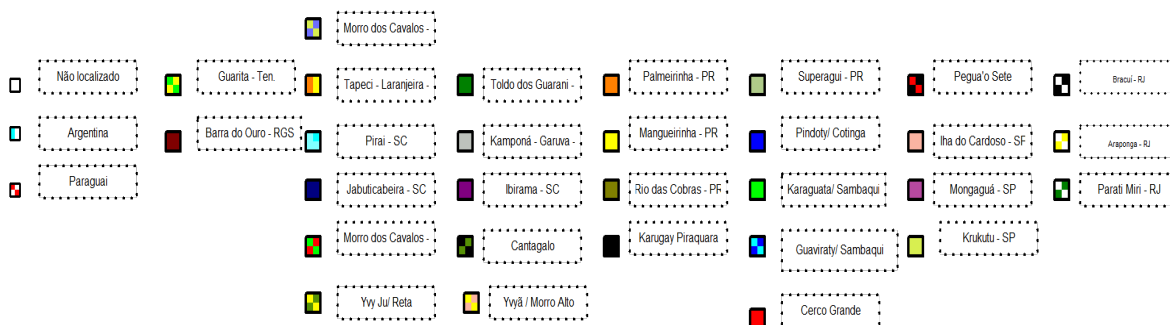 Morro dos Cavalos -
Não localizado
Guarita - Ten.
Tapeci - Laranjeira -
Toldo dos Guarani -
Palmeirinha - PR
Superagui - PR
Pegua'o Sete
Bracuí - RJ
Argentina
Barra do Ouro - RGS
Pirai - SC
Kamponá - Garuva -
Mangueirinha - PR
Pindoty/ Cotinga
Iha do Cardoso - SF
Araponga - RJ
Paraguai
Jabuticabeira - SC
Ibirama - SC
Rio das Cobras - PR
Karaguata/ Sambaqui
Mongaguá - SP
Parati Miri - RJ
Morro dos Cavalos -
Cantagalo
Karugay Piraquara
Guaviraty/ Sambaqui
Krukutu - SP
Yvy Ju/ Reta
Yvyã / Morro Alto
Cerco Grande